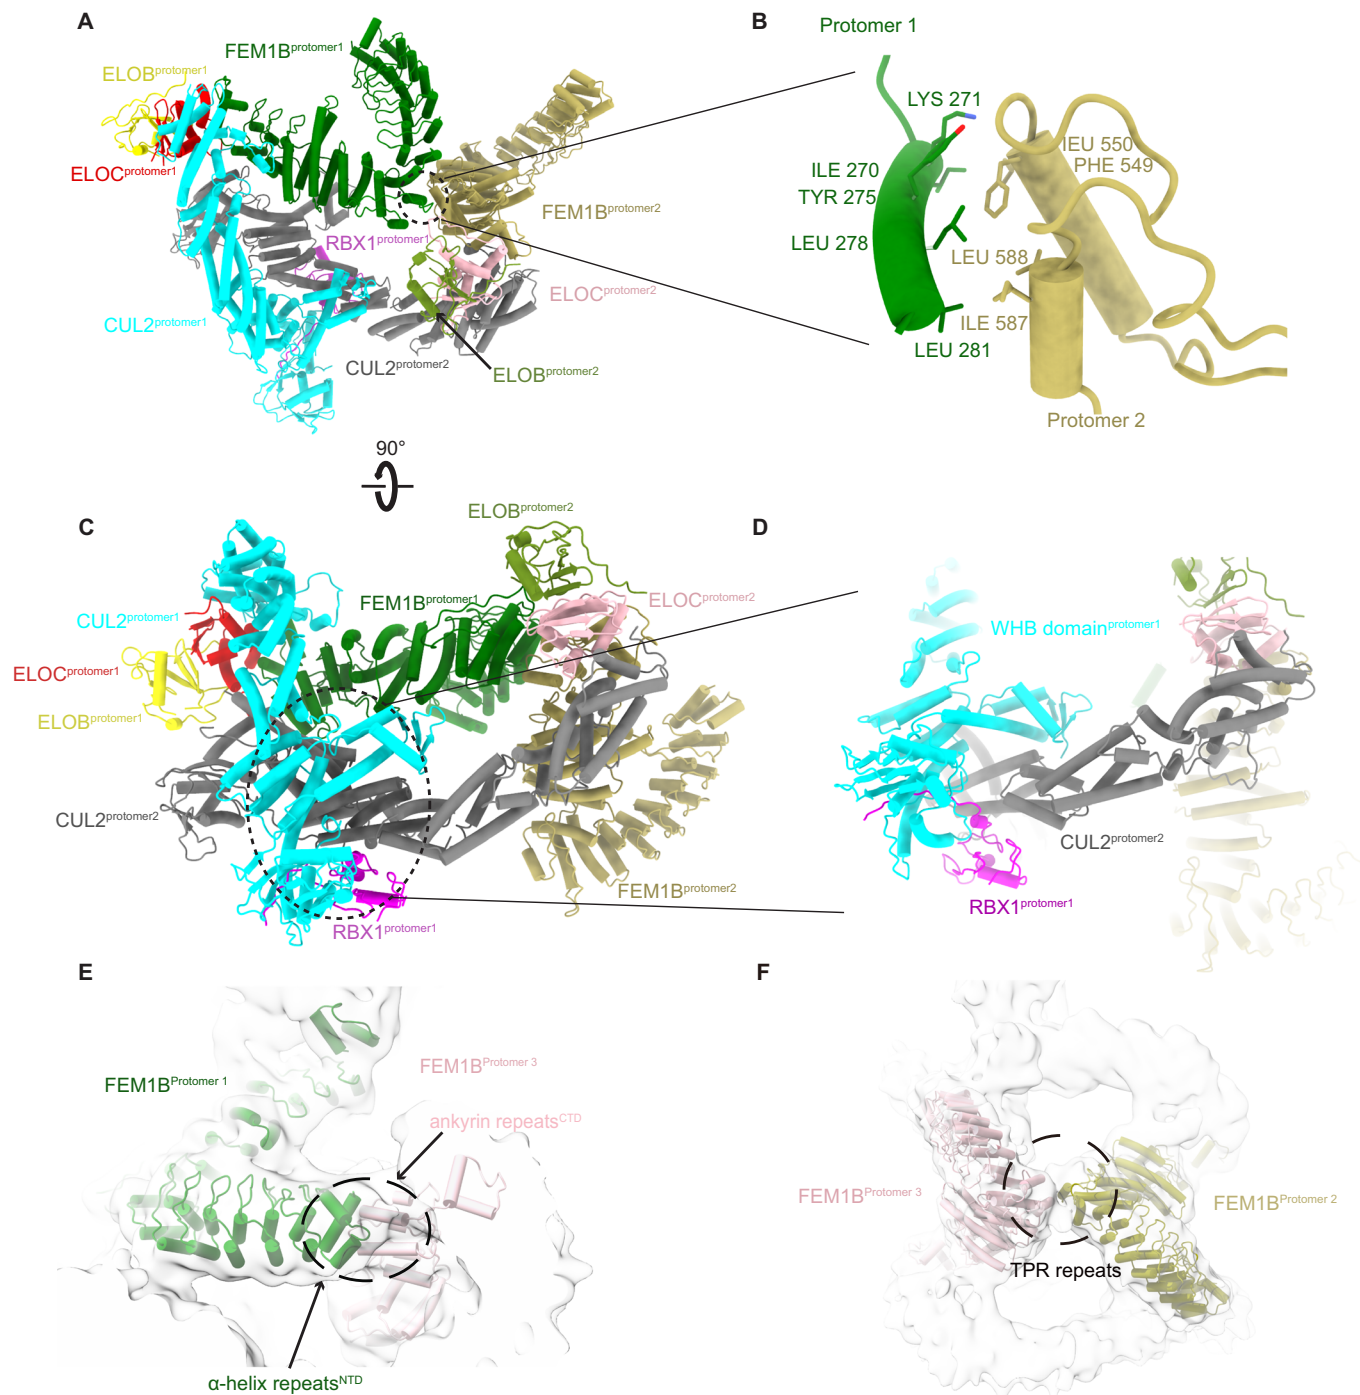 A
FEM1Bprotomer1
ELOBprotomer1
ELOCprotomer1
RBX1protomer1
FEM1Bprotomer2
ELOCprotomer2
CUL2protomer1
CUL2protomer2
ELOBprotomer2
B
Protomer 1
LYS 271
ILE 270
TYR 275
LEU 278
LEU 281
lEU 550
PHE 549
LEU 588
ILE 587
Protomer 2
90°
C
ELOBprotomer2
CUL2protomer1
FEM1Bprotomer1
ELOCprotomer2
ELOCprotomer1
ELOBprotomer1
CUL2protomer2
FEM1Bprotomer2
RBX1protomer1
D
WHB domainprotomer1
CUL2protomer2
RBX1protomer1
E
FEM1BProtomer 1
FEM1BProtomer 3
ankyrin repeatsCTD
α-helix repeatsNTD
F
FEM1BProtomer 3
FEM1BProtomer 2
TPR repeats